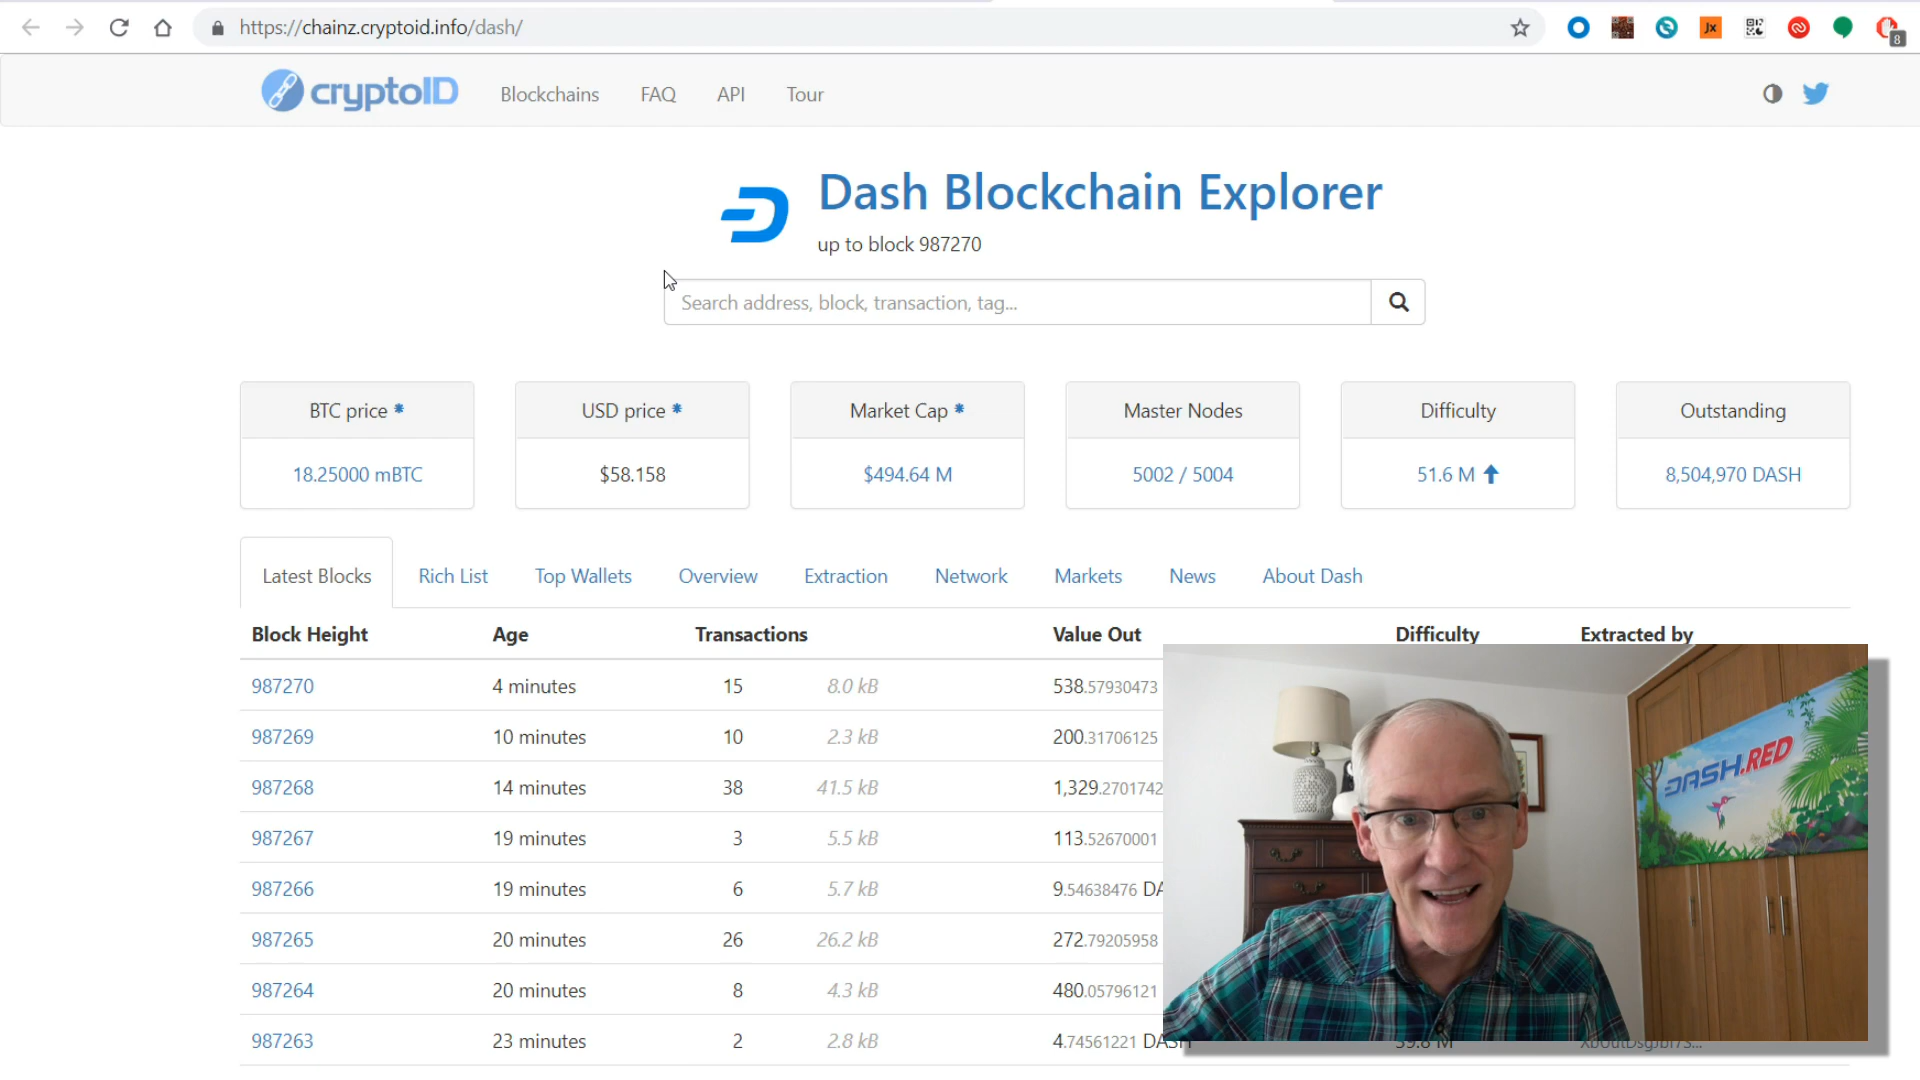 https://chainz.cryptoid.info/dash/
Jx
8
cryptoID
Blockchains FAQ API Tour
Dash Blockchain Explorer
up to block 987270
Search address, block, transaction, tag...
BTC price * USD price * Market Cap * Master Nodes Difficulty Outstanding
18.25000 mBTC $58.158 $494.64 M 5002 / 5004 51.6 M 8,504,970 DASH
Latest Blocks Rich List Top Wallets Overview Extraction Network Markets News About Dash
Block Height Age Transactions Value Out Difficulty Extracted by
987270 4 minutes 15 8.0 kB 538.57930473
987269 10 minutes 10 2.3 kB 200.31706125
987268 14 minutes 38 41.5 kB 1,329.2701742
987267 19 minutes 3 5.5 kB 113.52670001
987266 19 minutes 6 5.7 kB 9.54638476 DA
987265 20 minutes 26 26.2 kB 272.79205958
987264 20 minutes 8 4.3 kB 480.05796121
987263 23 minutes 2 2.8 kB 4.74561221 DASH
DASH.RED